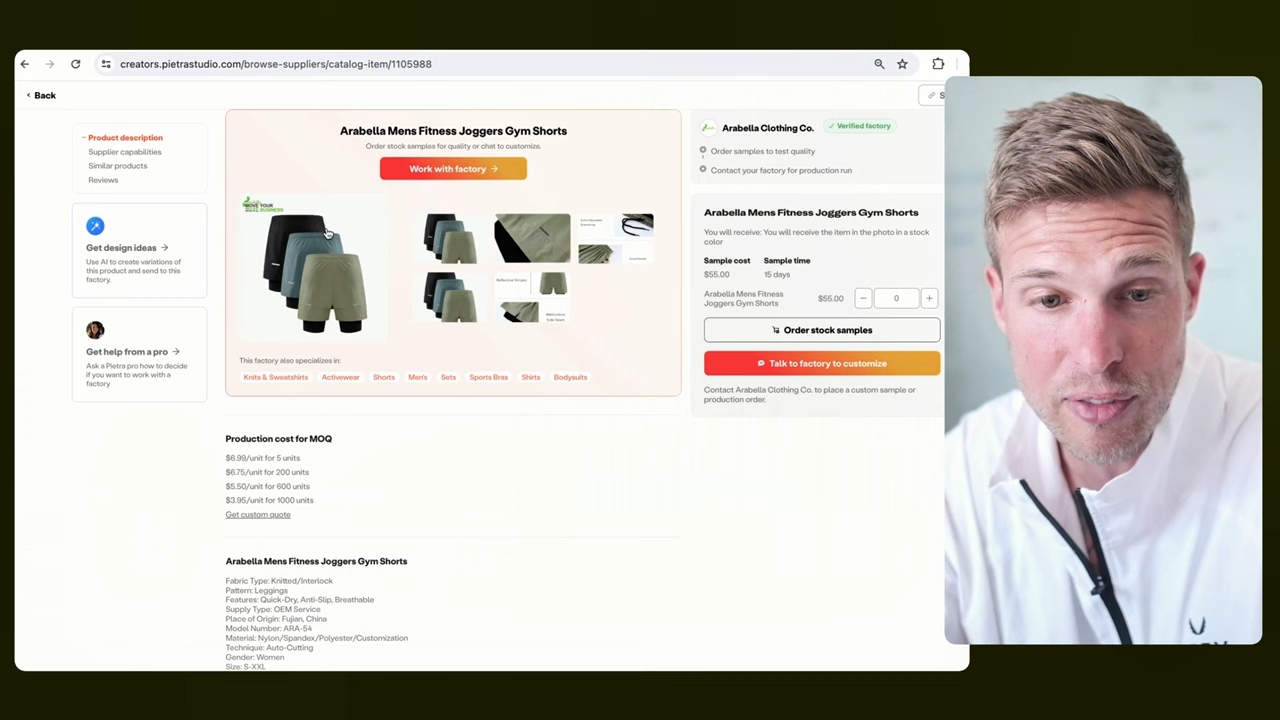 creators.pietrastudio.com/browse-suppliers/catalog-item/1105988
Back
Product description
Supplier capabilities
Similar products
Reviews
Get design ideas →
Use AI to create variations
of this product and send to this
factory.
Get help from a pro →
Ask a Pietra pro how to decide
if you want to work with a
factory
Arabella Mens Fitness Joggers Gym Shorts
Order stock samples for quality or chat to customize.
Work with factory →
MOVE YOUR
BUSINESS
Reflective Stripes
This factory also specializes in:
Knits & Sweatshirts
Activewear
Shorts
Men's
Sets
Sports Bras
Shirts
Bodysuits
Production cost for MOQ
$6.99/unit for 5 units
$6.75/unit for 200 units
$5.50/unit for 600 units
$3.95/unit for 1000 units
Get custom quote
Arabella Mens Fitness Joggers Gym Shorts
Fabric Type: Knitted/Interlock
Pattern: Leggings
Features: Quick-Dry, Anti-Slip, Breathable
Supply Type: OEM Service
Place of Origin: Fujian, China
Model Number: ARA-54
Material: Nylon/Spandex/Polyester/Customization
Technique: Auto-Cutting
Gender: Women
Size: S-XXL
S
Arabella Clothing Co.
✓ Verified factory
Order samples to test quality
Contact your factory for production run
Arabella Mens Fitness Joggers Gym Shorts
You will receive: You will receive the item in the photo in a stock
color
Sample cost
Sample time
$55.00
15 days
Arabella Mens Fitness
Joggers Gym Shorts
$55.00
−
0
+
Order stock samples
Talk to factory to customize
Contact Arabella Clothing Co. to place a custom sample or
production order.